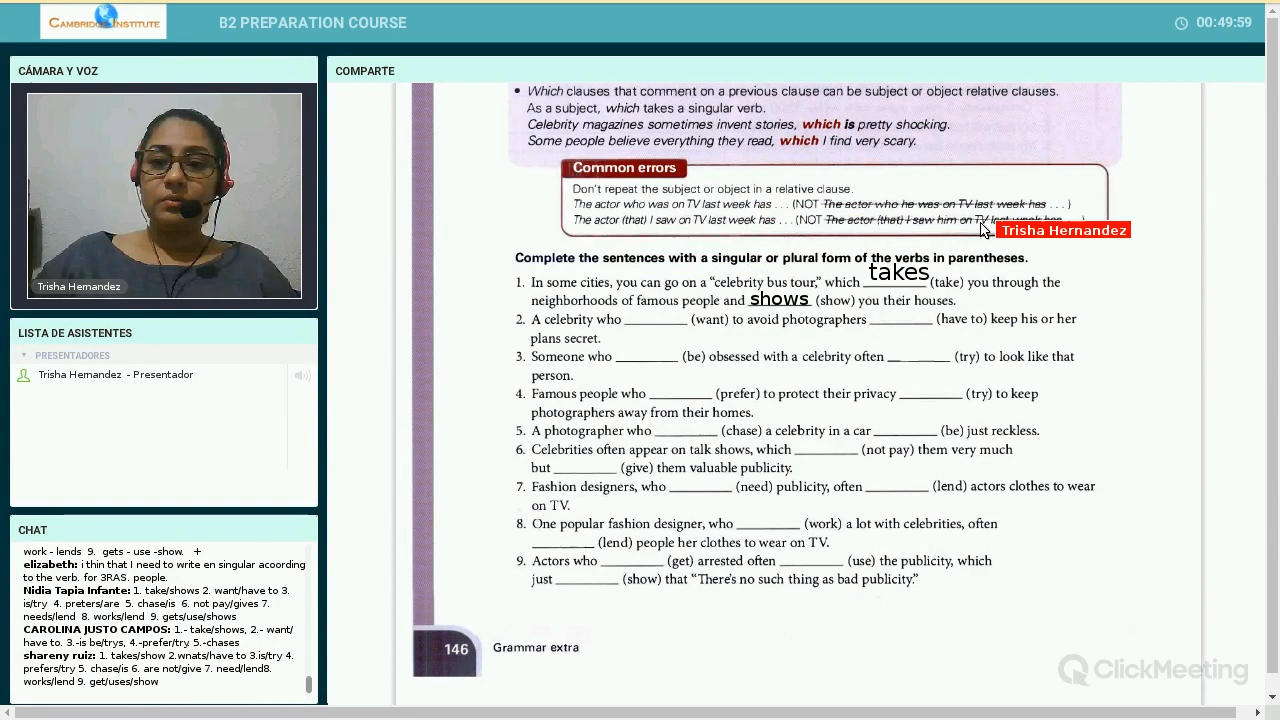 CAMBRIDGE INSTITUTE
B2 PREPARATION COURSE
00:49:59
CÁMARA Y VOZ
Trisha Hernandez
LISTA DE ASISTENTES
PRESENTADORES
Trisha Hernandez - Presentador
CHAT
work - lends 9. gets - use -show. +
elizabeth: i thin that I need to write en singular acoording
to the verb. for 3RAS. people.
Nidia Tapia Infante: 1. take/shows 2. want/have to 3.
is/try 4. preters/are 5. chase/is 6. not pay/gives 7.
needs/lend 8. works/lend 9. gets/use/shows
CAROLINA JUSTO CAMPOS: 1.- take/shows, 2.- want/
have to. 3.-is be/trys, 4.-prefer/try. 5.-chases
shareny ruiz: 1. takes/show 2.wnats/have to 3.is/try 4.
prefers/try 5. chase/is 6. are not/give 7. need/lend8.
works/lend 9. get/uses/show
COMPARTE
• Which clauses that comment on a previous clause can be subject or object relative clauses.
As a subject, which takes a singular verb.
Celebrity magazines sometimes invent stories, which is pretty shocking.
Some people believe everything they read, which I find very scary.
Common errors
Don't repeat the subject or object in a relative clause.
The actor who was on TV last week has . . . (NOT The actor who he was on TV last week has . . . )
The actor (that) I saw on TV last week has . . . (NOT The actor (that) I saw him on TV last week has . . . )
Trisha Hernandez
Complete the sentences with a singular or plural form of the verbs in parentheses.
1. In some cities, you can go on a "celebrity bus tour," which takes (take) you through the
neighborhoods of famous people and shows (show) you their houses.
2. A celebrity who ________ (want) to avoid photographers ________ (have to) keep his or her
plans secret.
3. Someone who ________ (be) obsessed with a celebrity often ________ (try) to look like that
person.
4. Famous people who ________ (prefer) to protect their privacy ________ (try) to keep
photographers away from their homes.
5. A photographer who ________ (chase) a celebrity in a car ________ (be) just reckless.
6. Celebrities often appear on talk shows, which ________ (not pay) them very much
but ________ (give) them valuable publicity.
7. Fashion designers, who ________ (need) publicity, often ________ (lend) actors clothes to wear
on TV.
8. One popular fashion designer, who ________ (work) a lot with celebrities, often
________ (lend) people her clothes to wear on TV.
9. Actors who ________ (get) arrested often ________ (use) the publicity, which
just ________ (show) that "There's no such thing as bad publicity."
146 Grammar extra
ClickMeeting